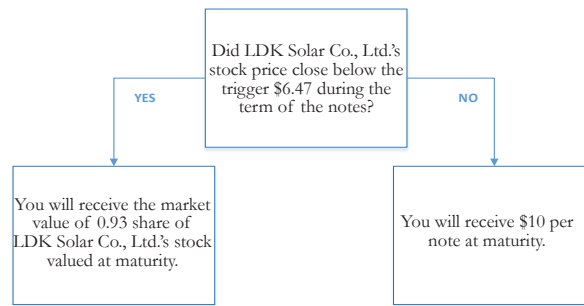 Did LDK Solar Co., Ltd.'s
stock price close below the
trigger $6.47 during the
term of the notes?
YES
NO
You will receive the market
value of 0.93 share of
LDK Solar Co., Ltd.'s stock
valued at maturity.
You will receive $10 per
note at maturity.